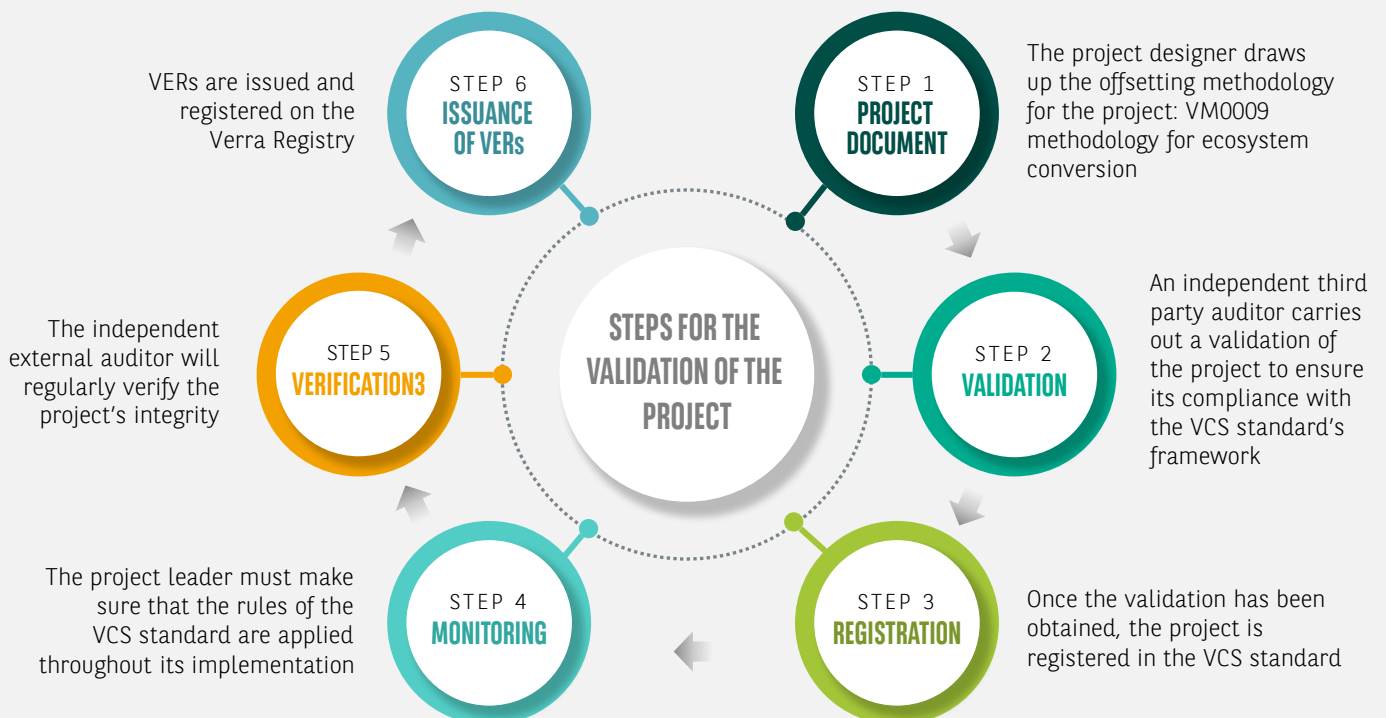 STEPS FOR THE
VALIDATION OF THE
PROJECT
STEP 1
PROJECT
DOCUMENT
The project designer draws
up the offsetting methodology
for the project: VM0009
methodology for ecosystem
conversion
STEP 2
VALIDATION
An independent third
party auditor carries
out a validation of
the project to ensure
its compliance with
the VCS standard's
framework
STEP 3
REGISTRATION
Once the validation has been
obtained, the project is
registered in the VCS standard
STEP 4
MONITORING
The project leader must make
sure that the rules of the
VCS standard are applied
throughout its implementation
STEP 5
VERIFICATION3
The independent
external auditor will
regularly verify the
project's integrity
STEP 6
ISSUANCE
OF VERs
VERs are issued and
registered on the
Verra Registry